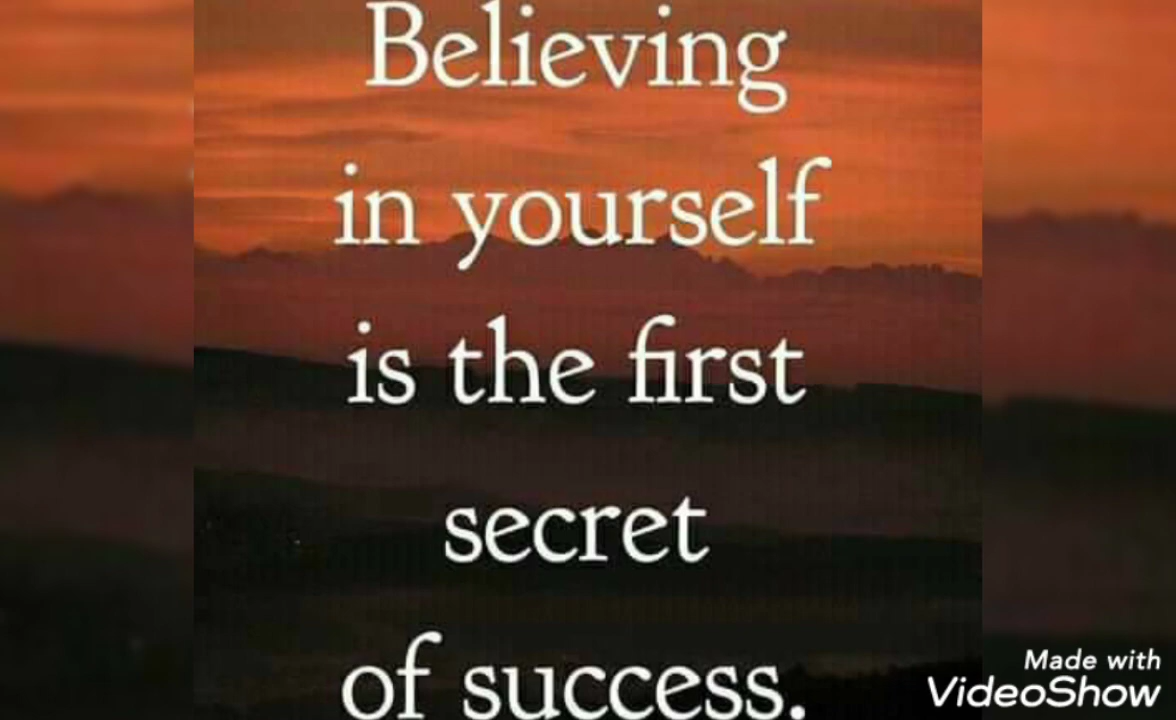 Believing
in yourself
is the first
secret
of success.
Made with
VideoShow